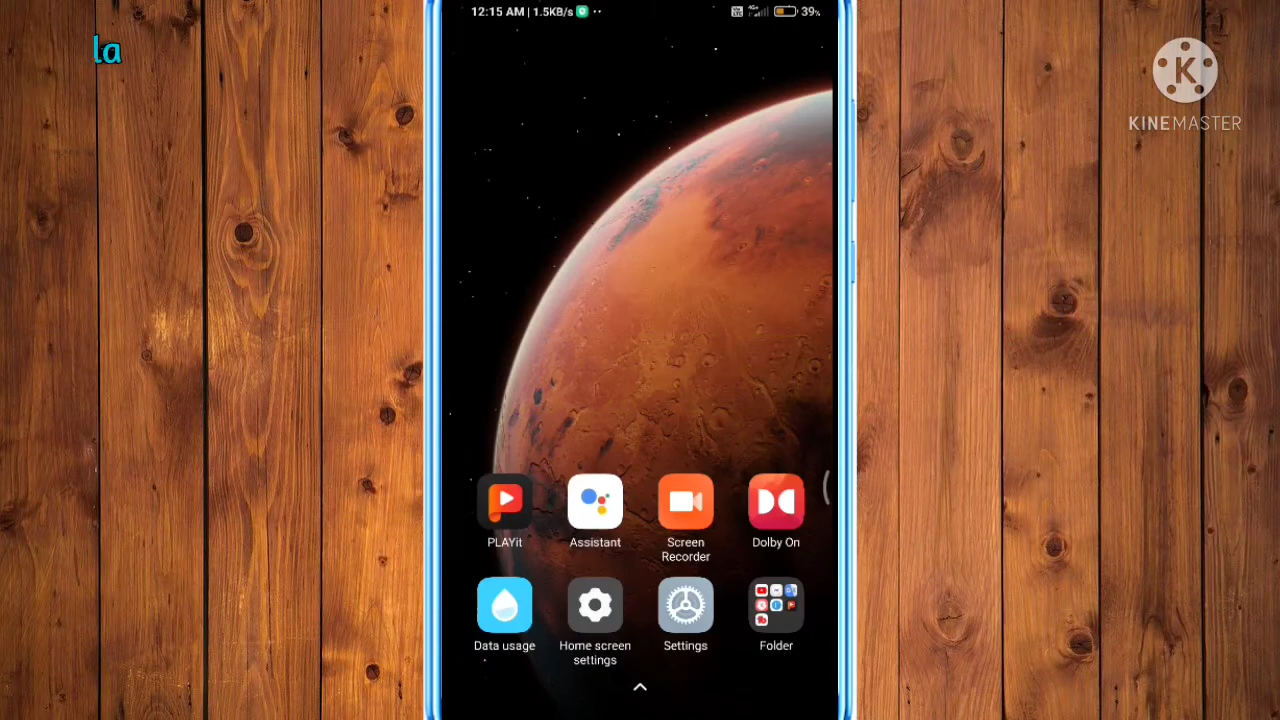 la
KINEMASTER
12:15 AM | 1.5KB/s
4G+
39%
PLAYit
Assistant
Screen
Recorder
Dolby On
Data usage
Home screen
settings
Settings
Folder